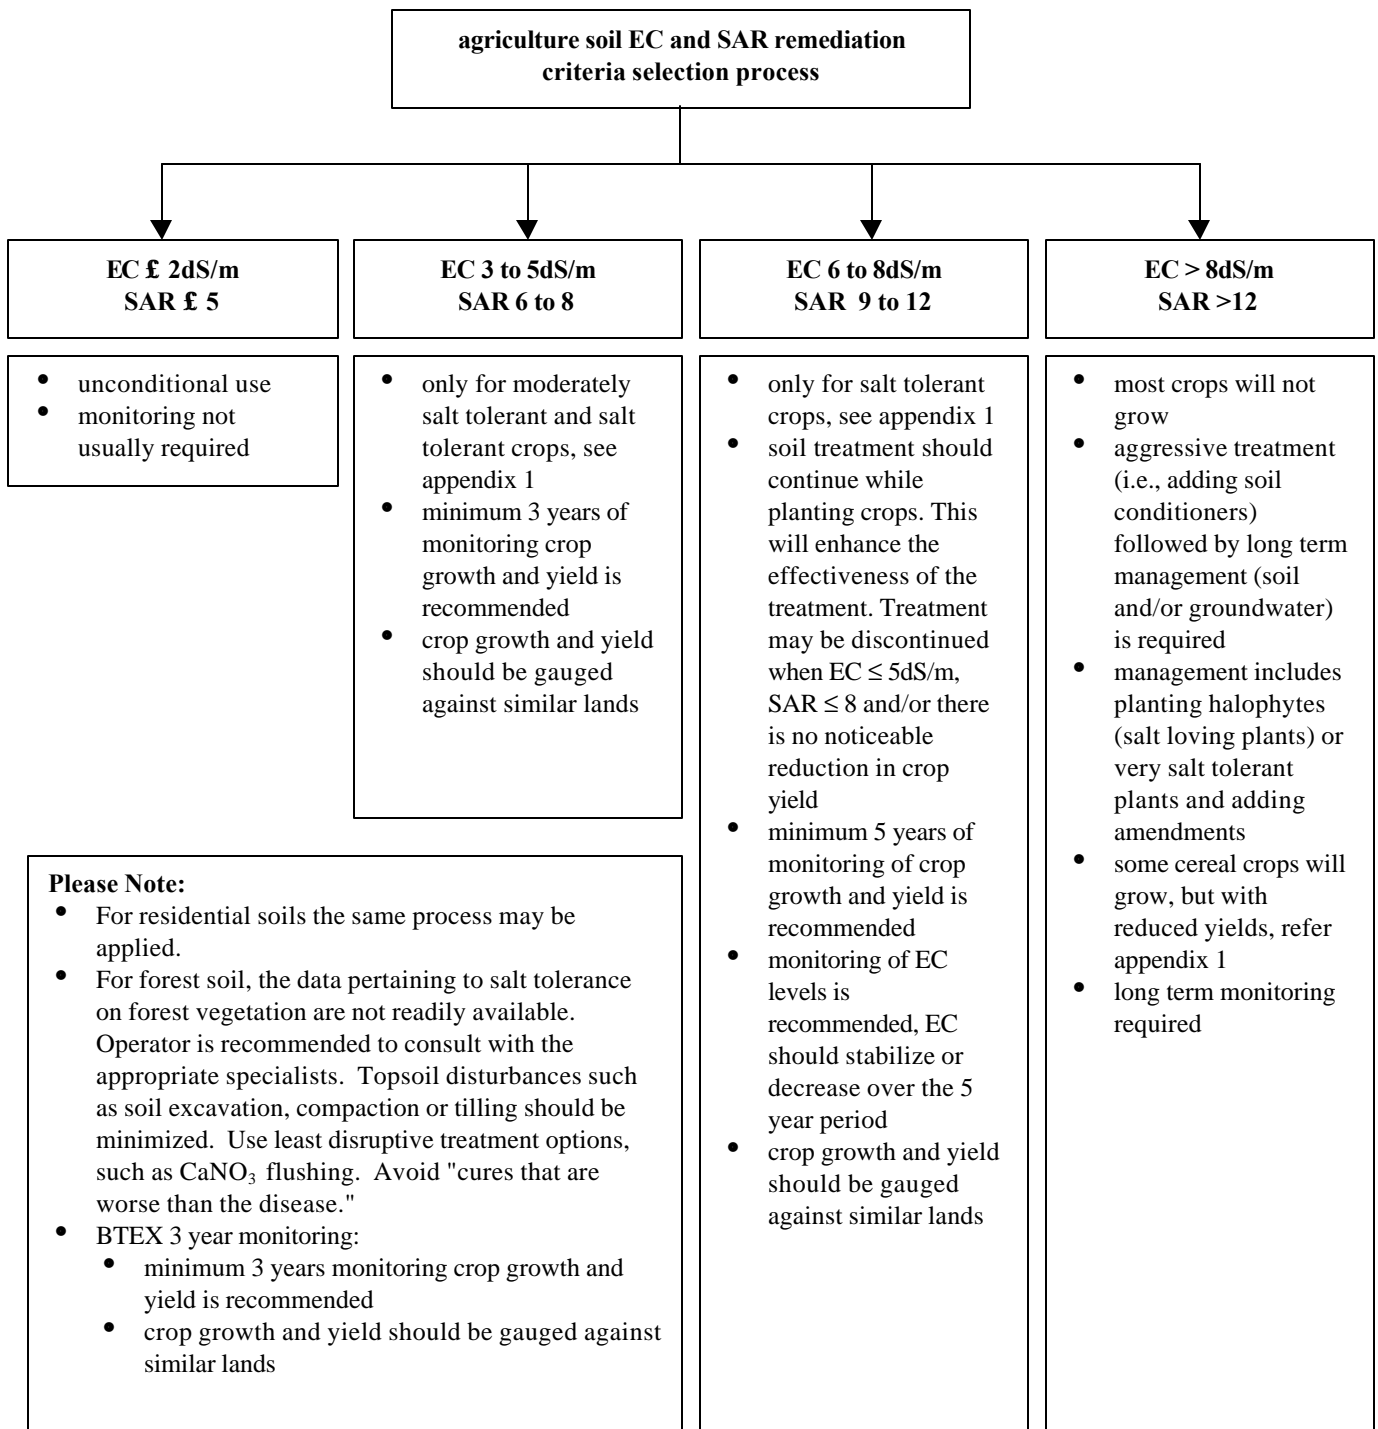 agriculture soil EC and SAR remediation
criteria selection process
EC £ 2dS/m
SAR £ 5
EC 3 to 5dS/m
SAR 6 to 8
EC 6 to 8dS/m
SAR 9 to 12
EC > 8dS/m
SAR >12
• unconditional use
• monitoring not
usually required
• only for moderately
salt tolerant and salt
tolerant crops, see
appendix 1
• minimum 3 years of
monitoring crop
growth and yield is
recommended
• crop growth and yield
should be gauged
against similar lands
• only for salt tolerant
crops, see appendix 1
• soil treatment should
continue while
planting crops. This
will enhance the
effectiveness of the
treatment. Treatment
may be discontinued
when EC ≤ 5dS/m,
SAR ≤ 8 and/or there
is no noticeable
reduction in crop
yield
• minimum 5 years of
monitoring of crop
growth and yield is
recommended
• monitoring of EC
levels is
recommended, EC
should stabilize or
decrease over the 5
year period
• crop growth and yield
should be gauged
against similar lands
• most crops will not
grow
• aggressive treatment
(i.e., adding soil
conditioners)
followed by long term
management (soil
and/or groundwater)
is required
• management includes
planting halophytes
(salt loving plants) or
very salt tolerant
plants and adding
amendments
• some cereal crops will
grow, but with
reduced yields, refer
appendix 1
• long term monitoring
required
Please Note:
• For residential soils the same process may be
applied.
• For forest soil, the data pertaining to salt tolerance
on forest vegetation are not readily available.
Operator is recommended to consult with the
appropriate specialists. Topsoil disturbances such
as soil excavation, compaction or tilling should be
minimized. Use least disruptive treatment options,
such as CaNO₃ flushing. Avoid "cures that are
worse than the disease."
• BTEX 3 year monitoring:
• minimum 3 years monitoring crop growth and
yield is recommended
• crop growth and yield should be gauged against
similar lands